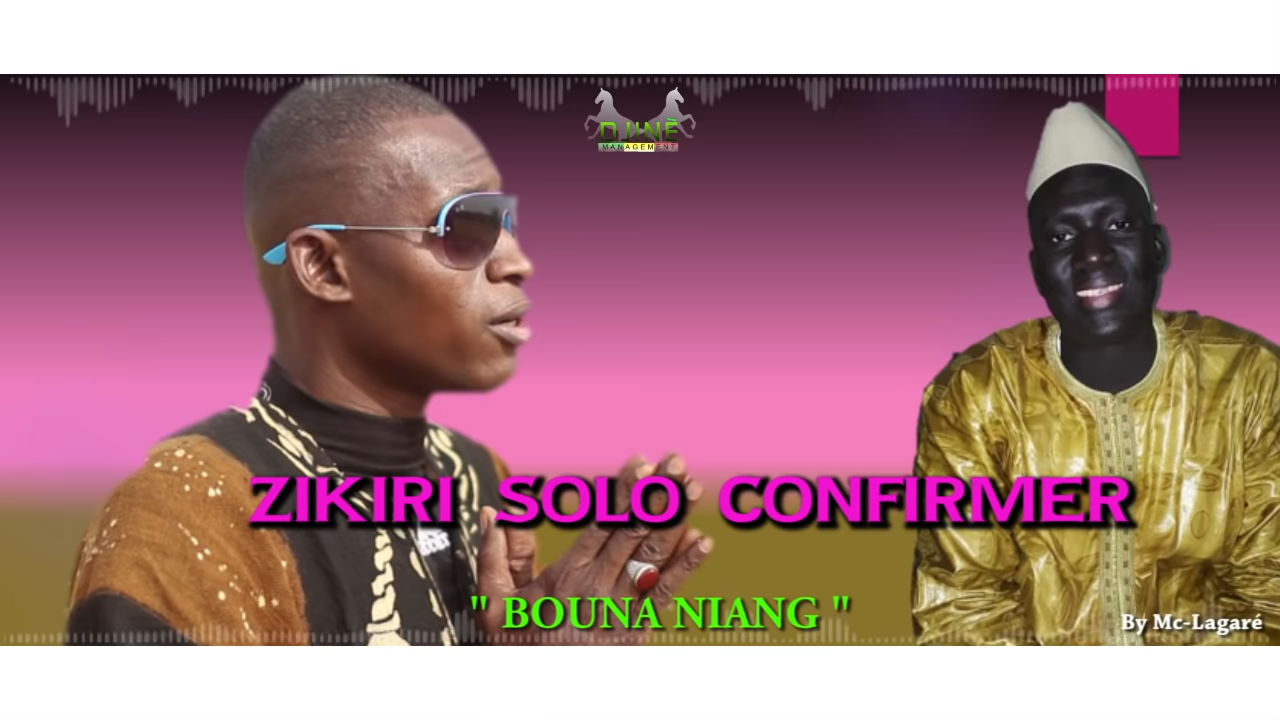 DJINÈ
MANAGEMENT
ZIKIRI SOLO CONFIRMER
" BOUNA NIANG "
By Mc-Lagaré